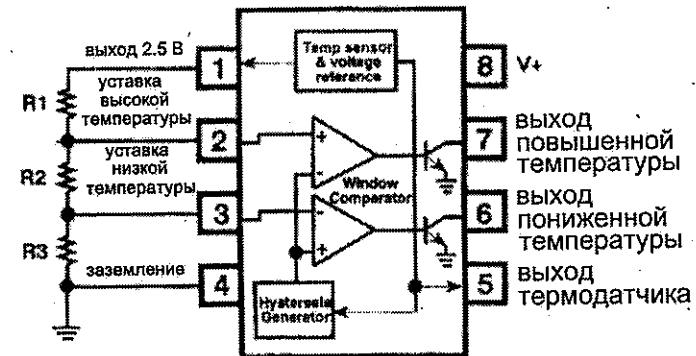 выход 2.5 В
1
R1
уставка
высокой
температуры
2
R2
уставка
низкой
температуры
3
R3
заземление
4
Temp sensor
& voltage
reference
+
-
Window
Comparator
-
+
Hysteresis
Generator
8
V+
7
выход
повышенной
температуры
6
выход
пониженной
температуры
5
выход
термодатчика